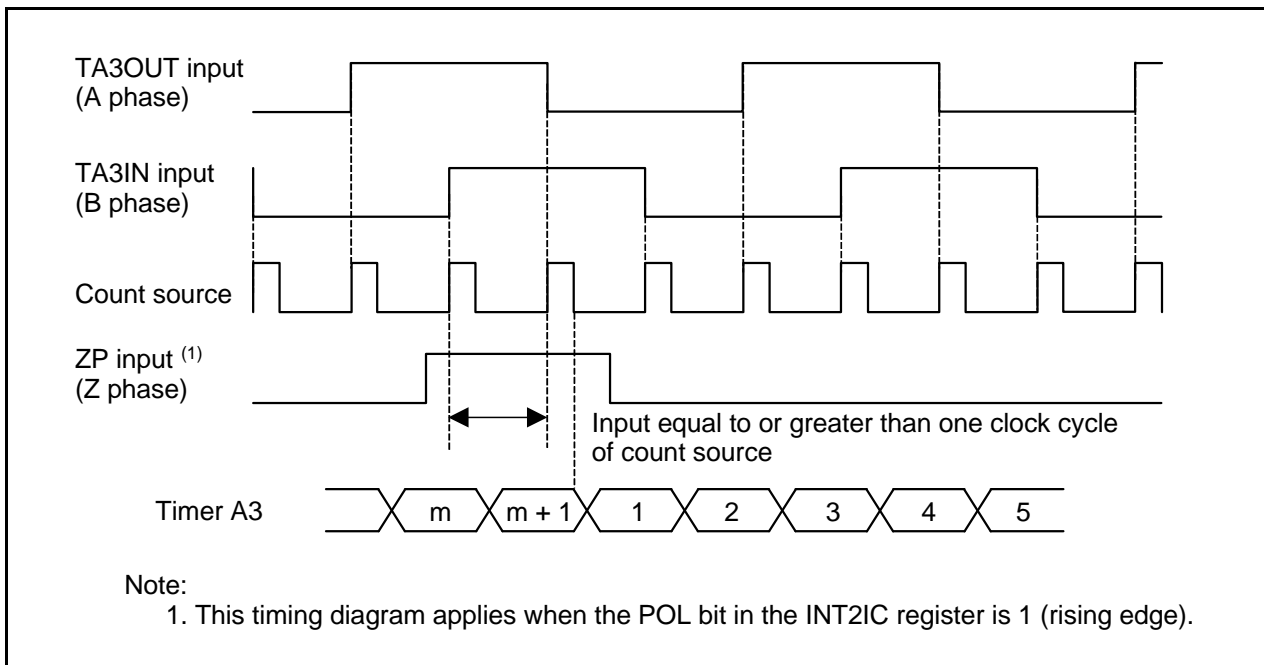 TA3OUT input
(A phase)
TA3IN input
(B phase)
Count source
ZP input (1)
(Z phase)
Input equal to or greater than one clock cycle
of count source
Timer A3 m m + 1 1 2 3 4 5
Note:
1. This timing diagram applies when the POL bit in the INT2IC register is 1 (rising edge).